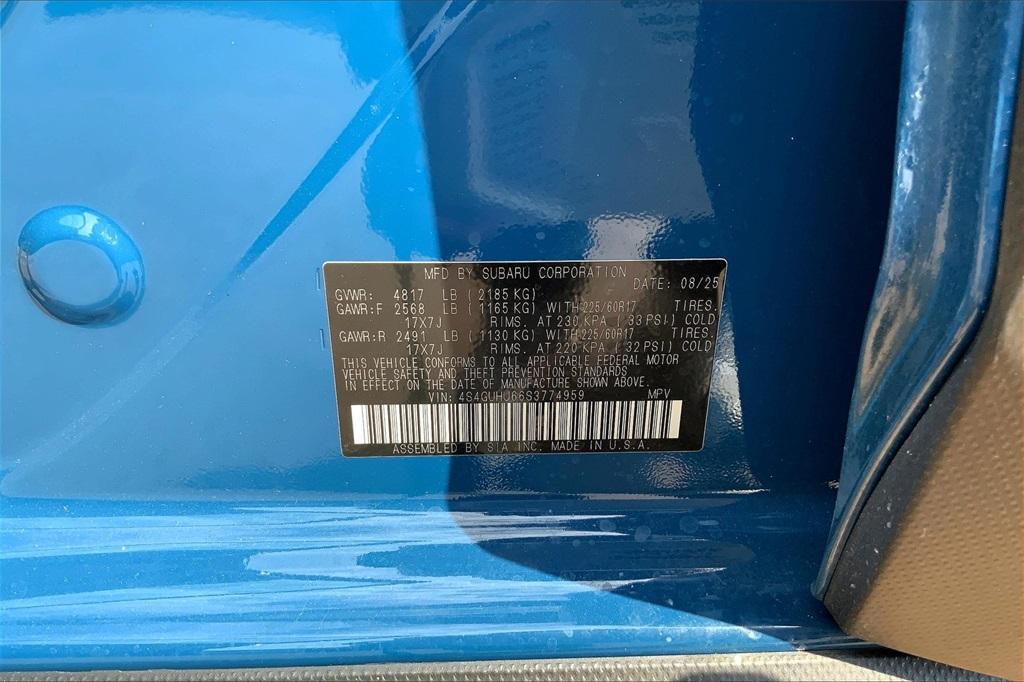 MFD BY SUBARU CORPORATION DATE: 08/25
GVWR: 4817 LB ( 2185 KG)
GAWR:F 2568 LB ( 1165 KG) WITH 225/60R17 TIRES.
17X7J RIMS. AT 230 KPA ( 33 PSI) COLD
GAWR:R 2491 LB ( 1130 KG) WITH 225/60R17 TIRES.
17X7J RIMS. AT 220 KPA ( 32 PSI) COLD
THIS VEHICLE CONFORMS TO ALL APPLICABLE FEDERAL MOTOR
VEHICLE SAFETY AND THEFT PREVENTION STANDARDS
IN EFFECT ON THE DATE OF MANUFACTURE SHOWN ABOVE.
VIN: 4S4GUHU66S3774959 MPV
ASSEMBLED BY SIA INC. MADE IN U.S.A.